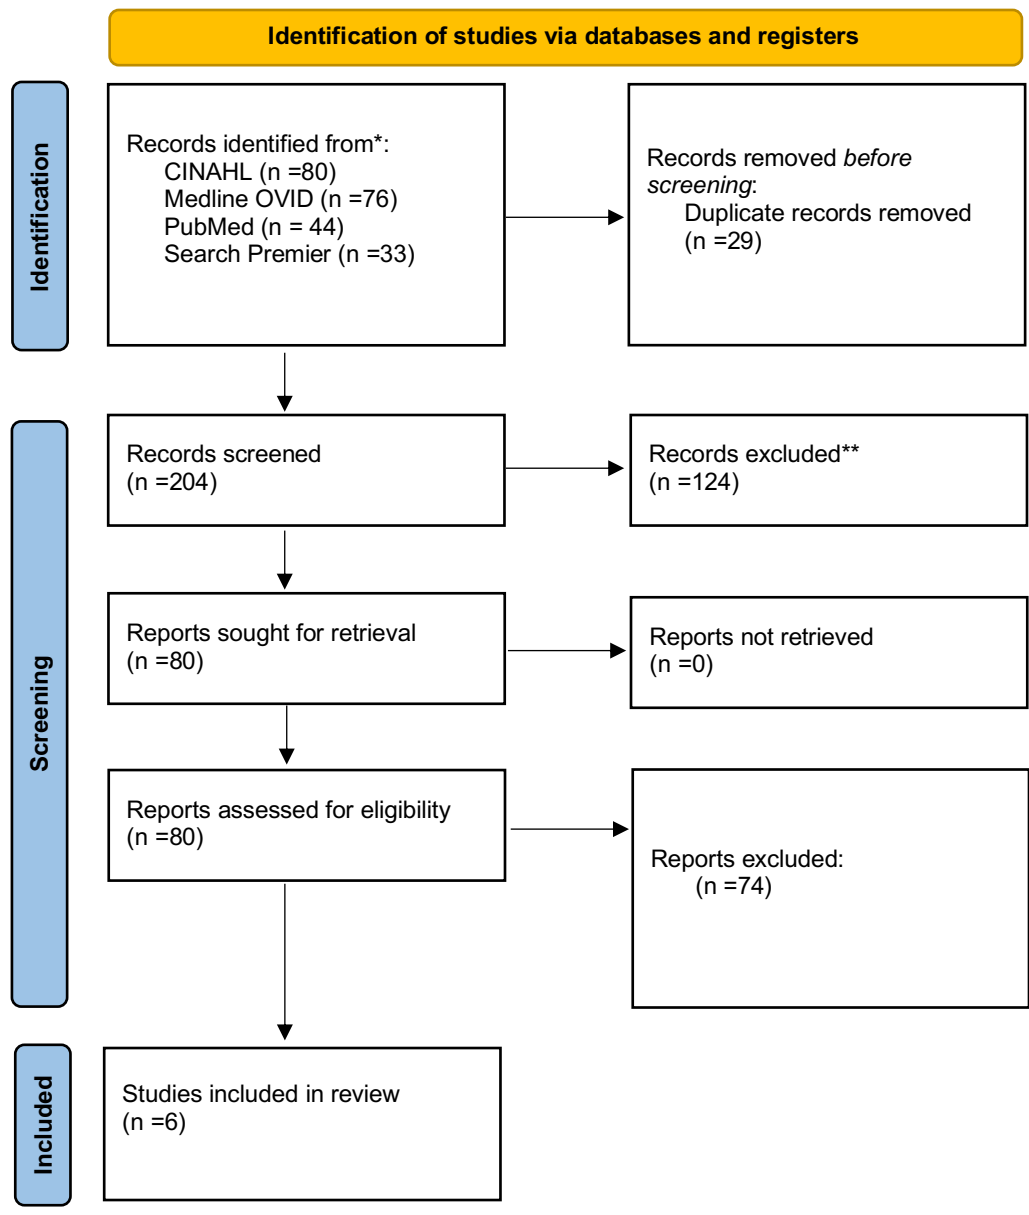 Identification of studies via databases and registers
Identification
Records identified from*:
CINAHL (n =80)
Medline OVID (n =76)
PubMed (n = 44)
Search Premier (n =33)
Records removed before
screening:
Duplicate records removed
(n =29)
Screening
Records screened
(n =204)
Records excluded**
(n =124)
Reports sought for retrieval
(n =80)
Reports not retrieved
(n =0)
Reports assessed for eligibility
(n =80)
Reports excluded:
(n =74)
Included
Studies included in review
(n =6)